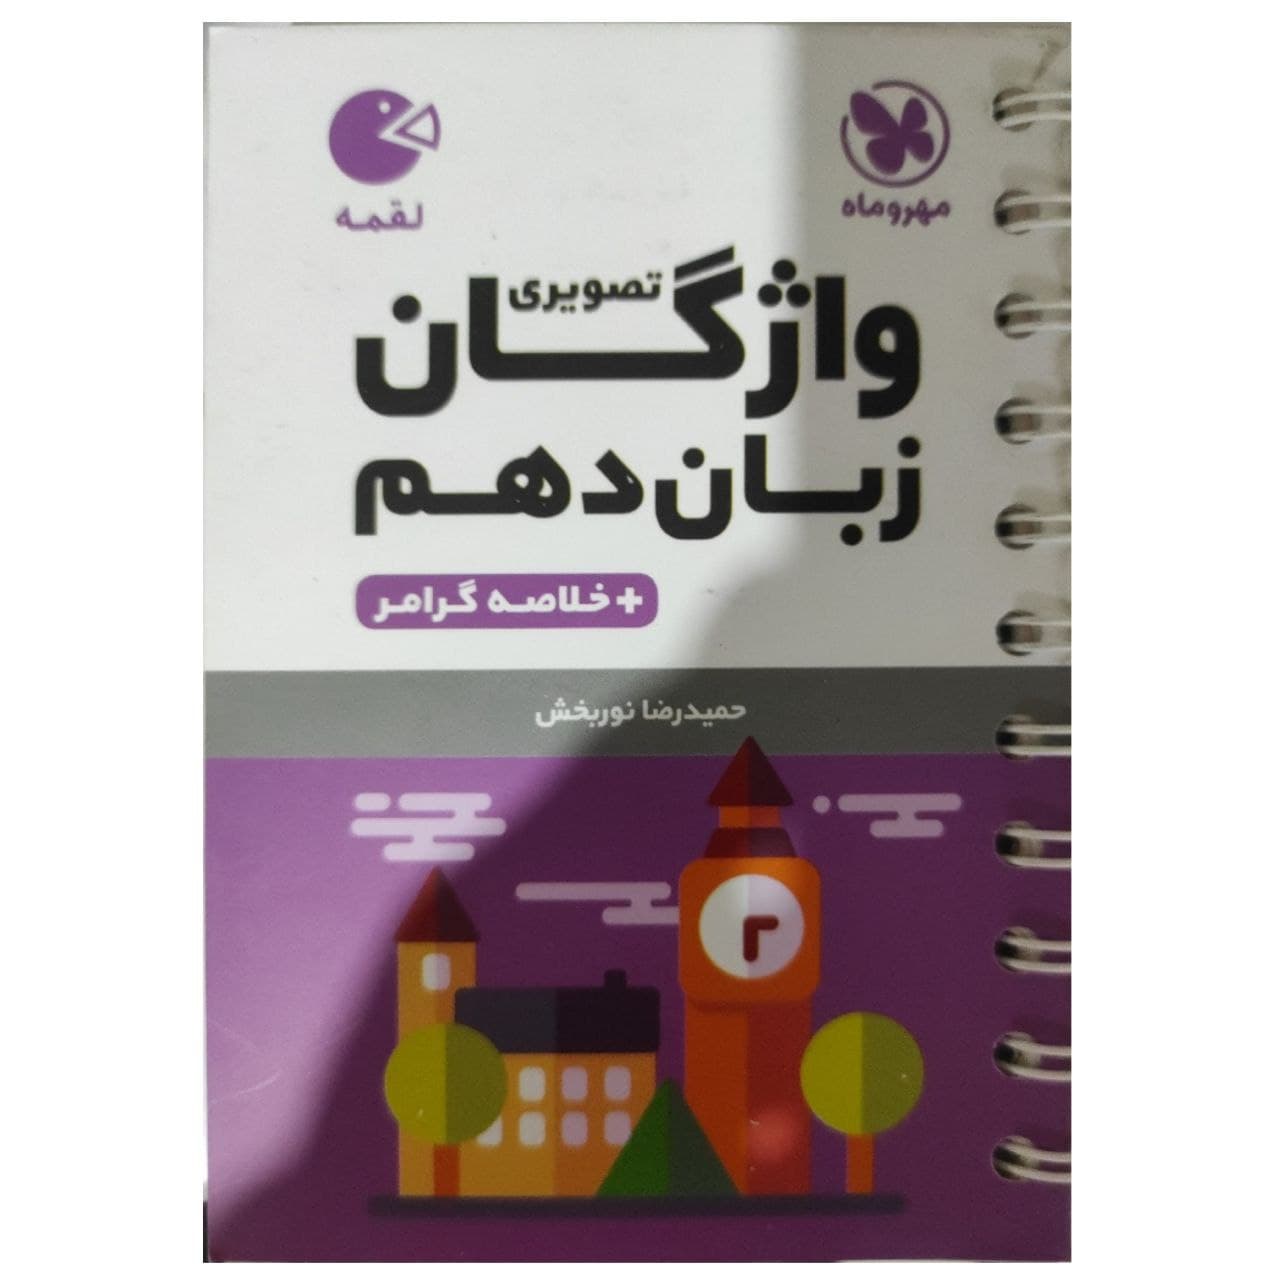 مهروماه
لقمه
واژگان تصویری
زبان دهم
+ خلاصه گرامر
حمیدرضا نوربخش